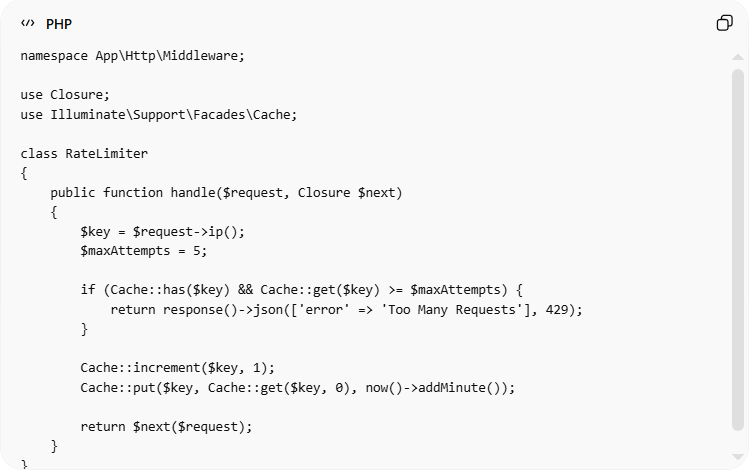 </> PHP
namespace App\Http\Middleware;

use Closure;
use Illuminate\Support\Facades\Cache;

class RateLimiter
{
    public function handle($request, Closure $next)
    {
        $key = $request->ip();
        $maxAttempts = 5;

        if (Cache::has($key) && Cache::get($key) >= $maxAttempts) {
            return response()->json(['error' => 'Too Many Requests'], 429);
        }

        Cache::increment($key, 1);
        Cache::put($key, Cache::get($key, 0), now()->addMinute());

        return $next($request);
    }
}